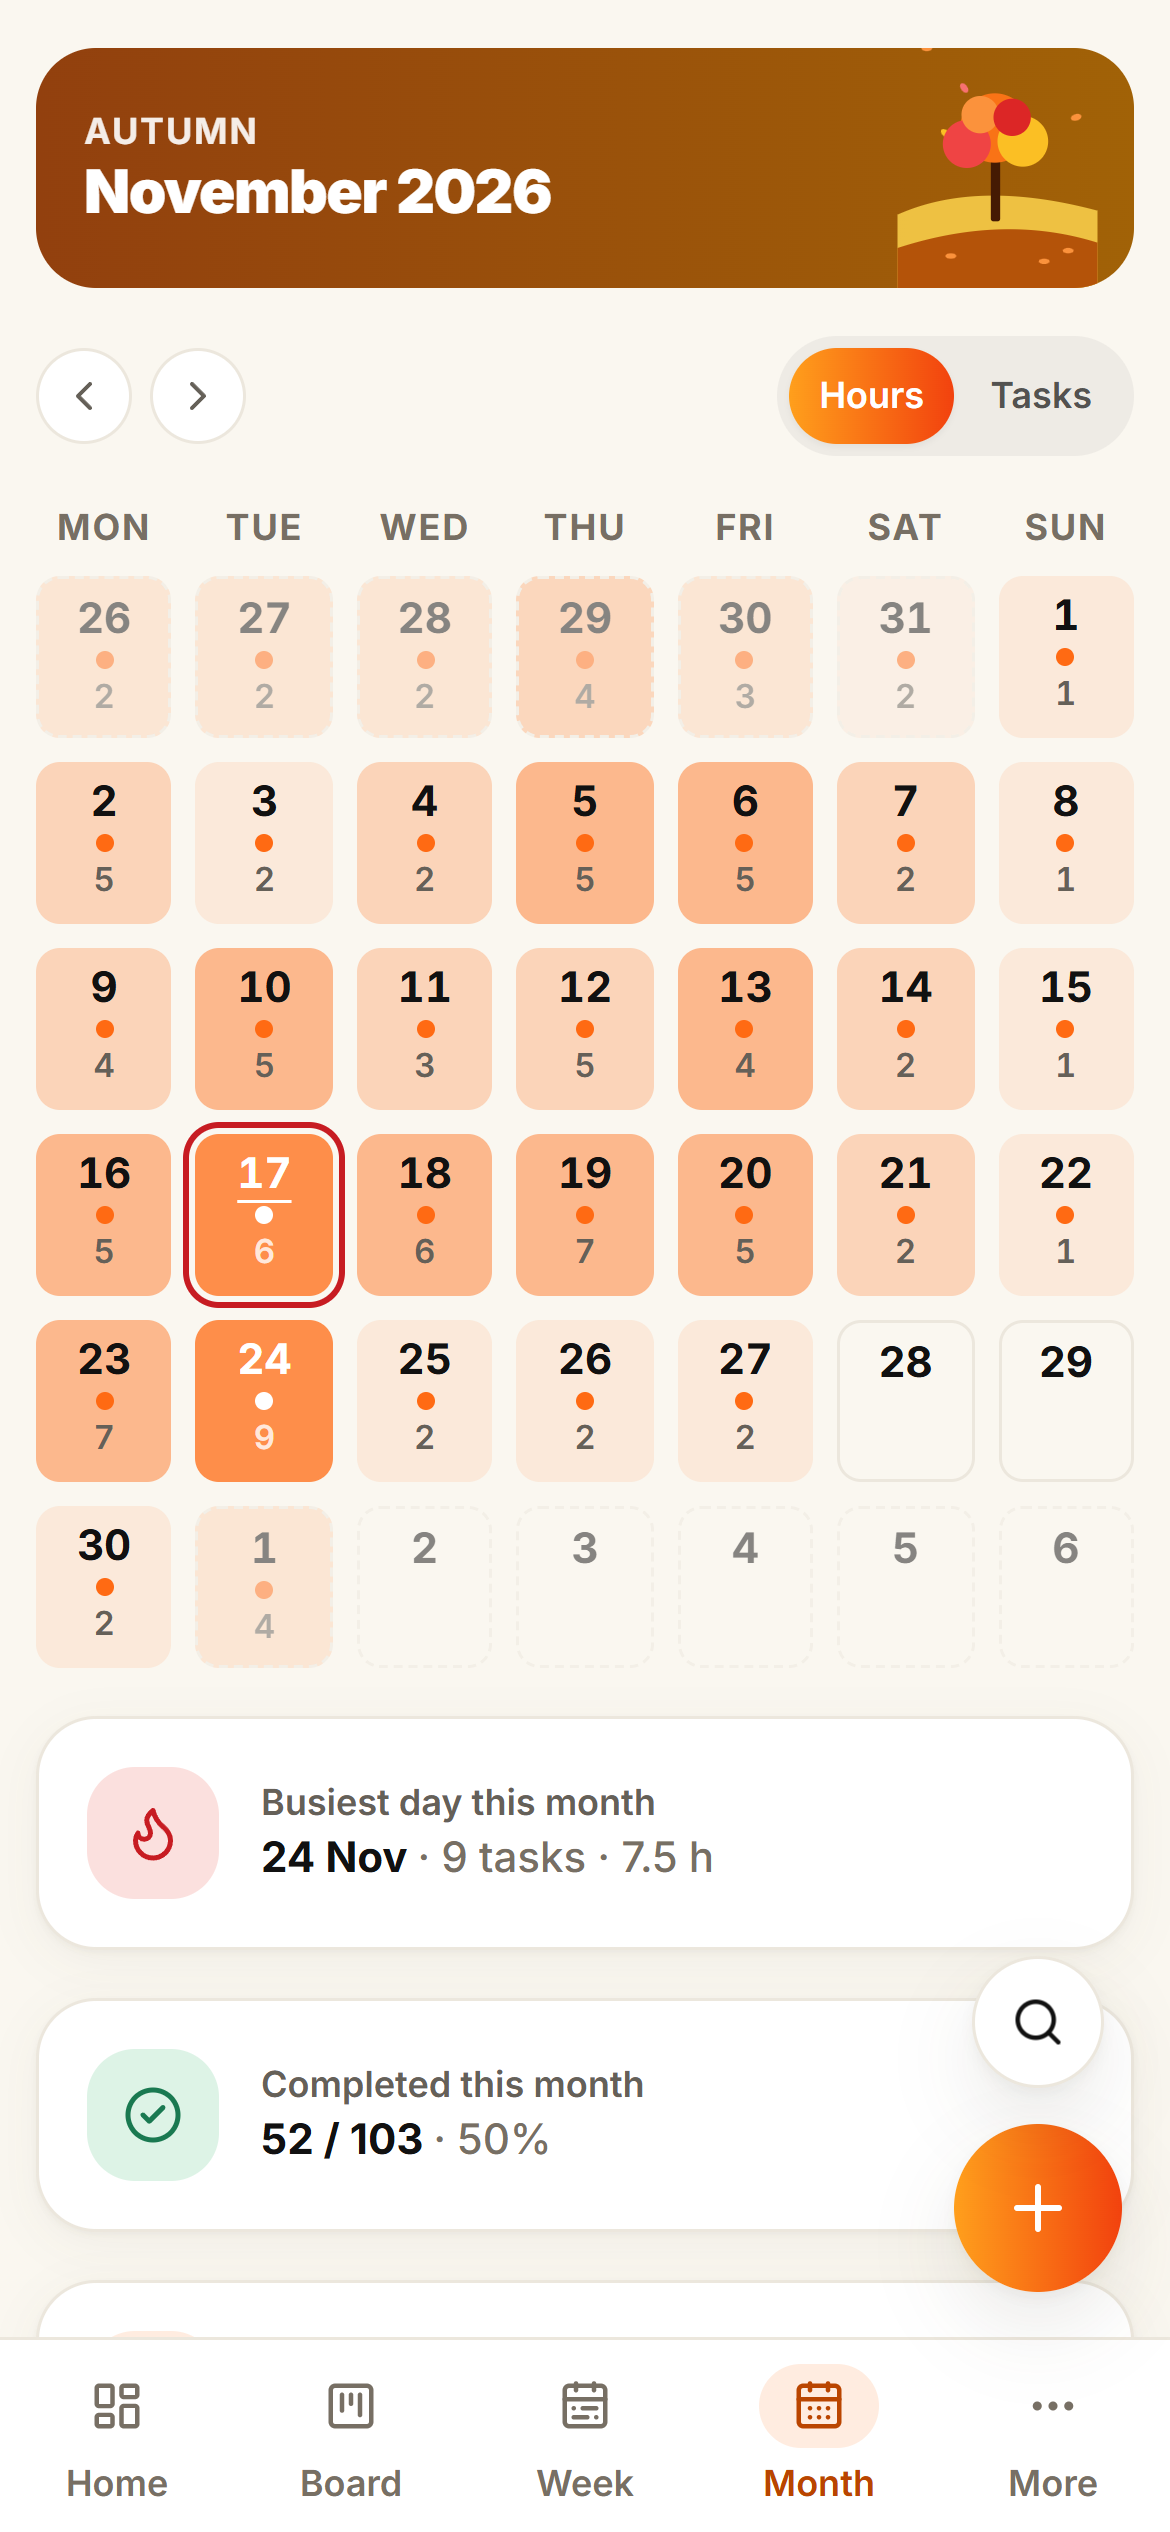 AUTUMN
November 2026
Hours Tasks
MON TUE WED THU FRI SAT SUN
26 27 28 29 30 31 1
2 2 2 4 3 2 1
2 3 4 5 6 7 8
5 2 2 5 5 2 1
9 10 11 12 13 14 15
4 5 3 5 4 2 1
16 17 18 19 20 21 22
5 6 6 7 5 2 1
23 24 25 26 27 28 29
7 9 2 2 2
30 1 2 3 4 5 6
2 4
Busiest day this month
24 Nov · 9 tasks · 7.5 h
Completed this month
52 / 103 · 50%
Home Board Week Month More